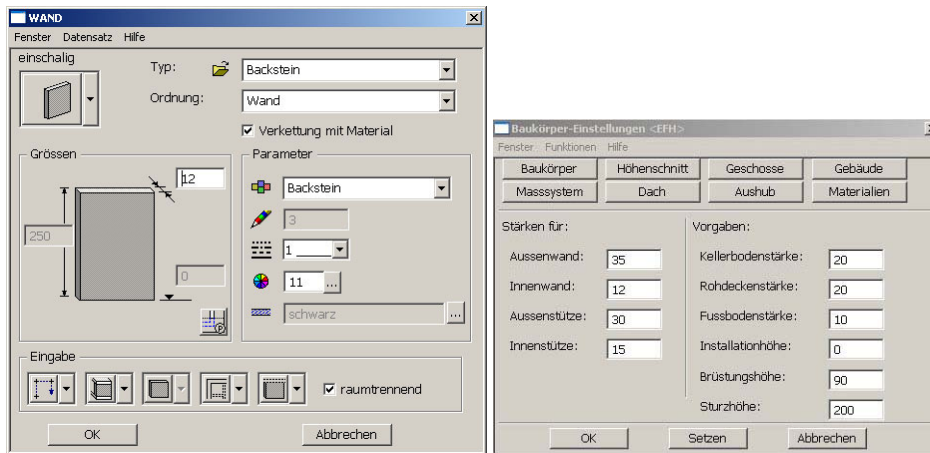 WAND
Fenster Datensatz Hilfe
einschalig
Typ: Backstein
Ordnung: Wand
Verkettung mit Material
Grössen
12
250
0
Parameter
Backstein
3
1
11 ...
schwarz ...
Eingabe
raumtrennend
OK Abbrechen
Baukörper-Einstellungen <EFH>
Fenster Funktionen Hilfe
Baukörper Höhenschnitt Geschosse Gebäude
Masssystem Dach Aushub Materialien
Stärken für: Vorgaben:
Aussenwand: 35 Kellerbodenstärke: 20
Innenwand: 12 Rohdeckenstärke: 20
Aussenstütze: 30 Fussbodenstärke: 10
Innenstütze: 15 Installationhöhe: 0
Brüstungshöhe: 90
Sturzhöhe: 200
OK Setzen Abbrechen